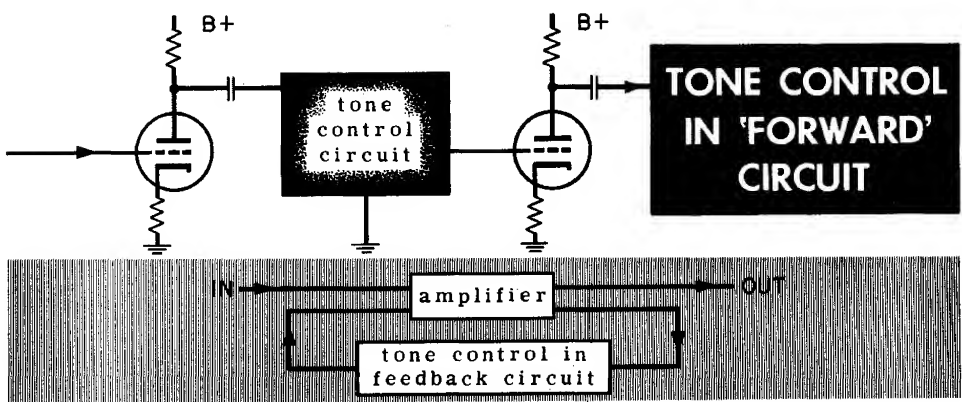 B+
B+
tone
control
circuit
TONE CONTROL
IN 'FORWARD'
CIRCUIT
IN
amplifier
OUT
tone control in
feedback circuit